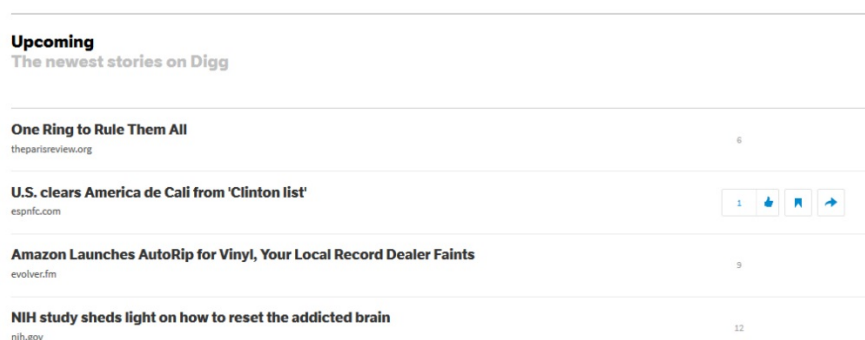 Upcoming
The newest stories on Digg
One Ring to Rule Them All
theparisreview.org
6
U.S. clears America de Cali from 'Clinton list'
espnfc.com
1
Amazon Launches AutoRip for Vinyl, Your Local Record Dealer Faints
evolver.fm
9
NIH study sheds light on how to reset the addicted brain
nih.gov
12